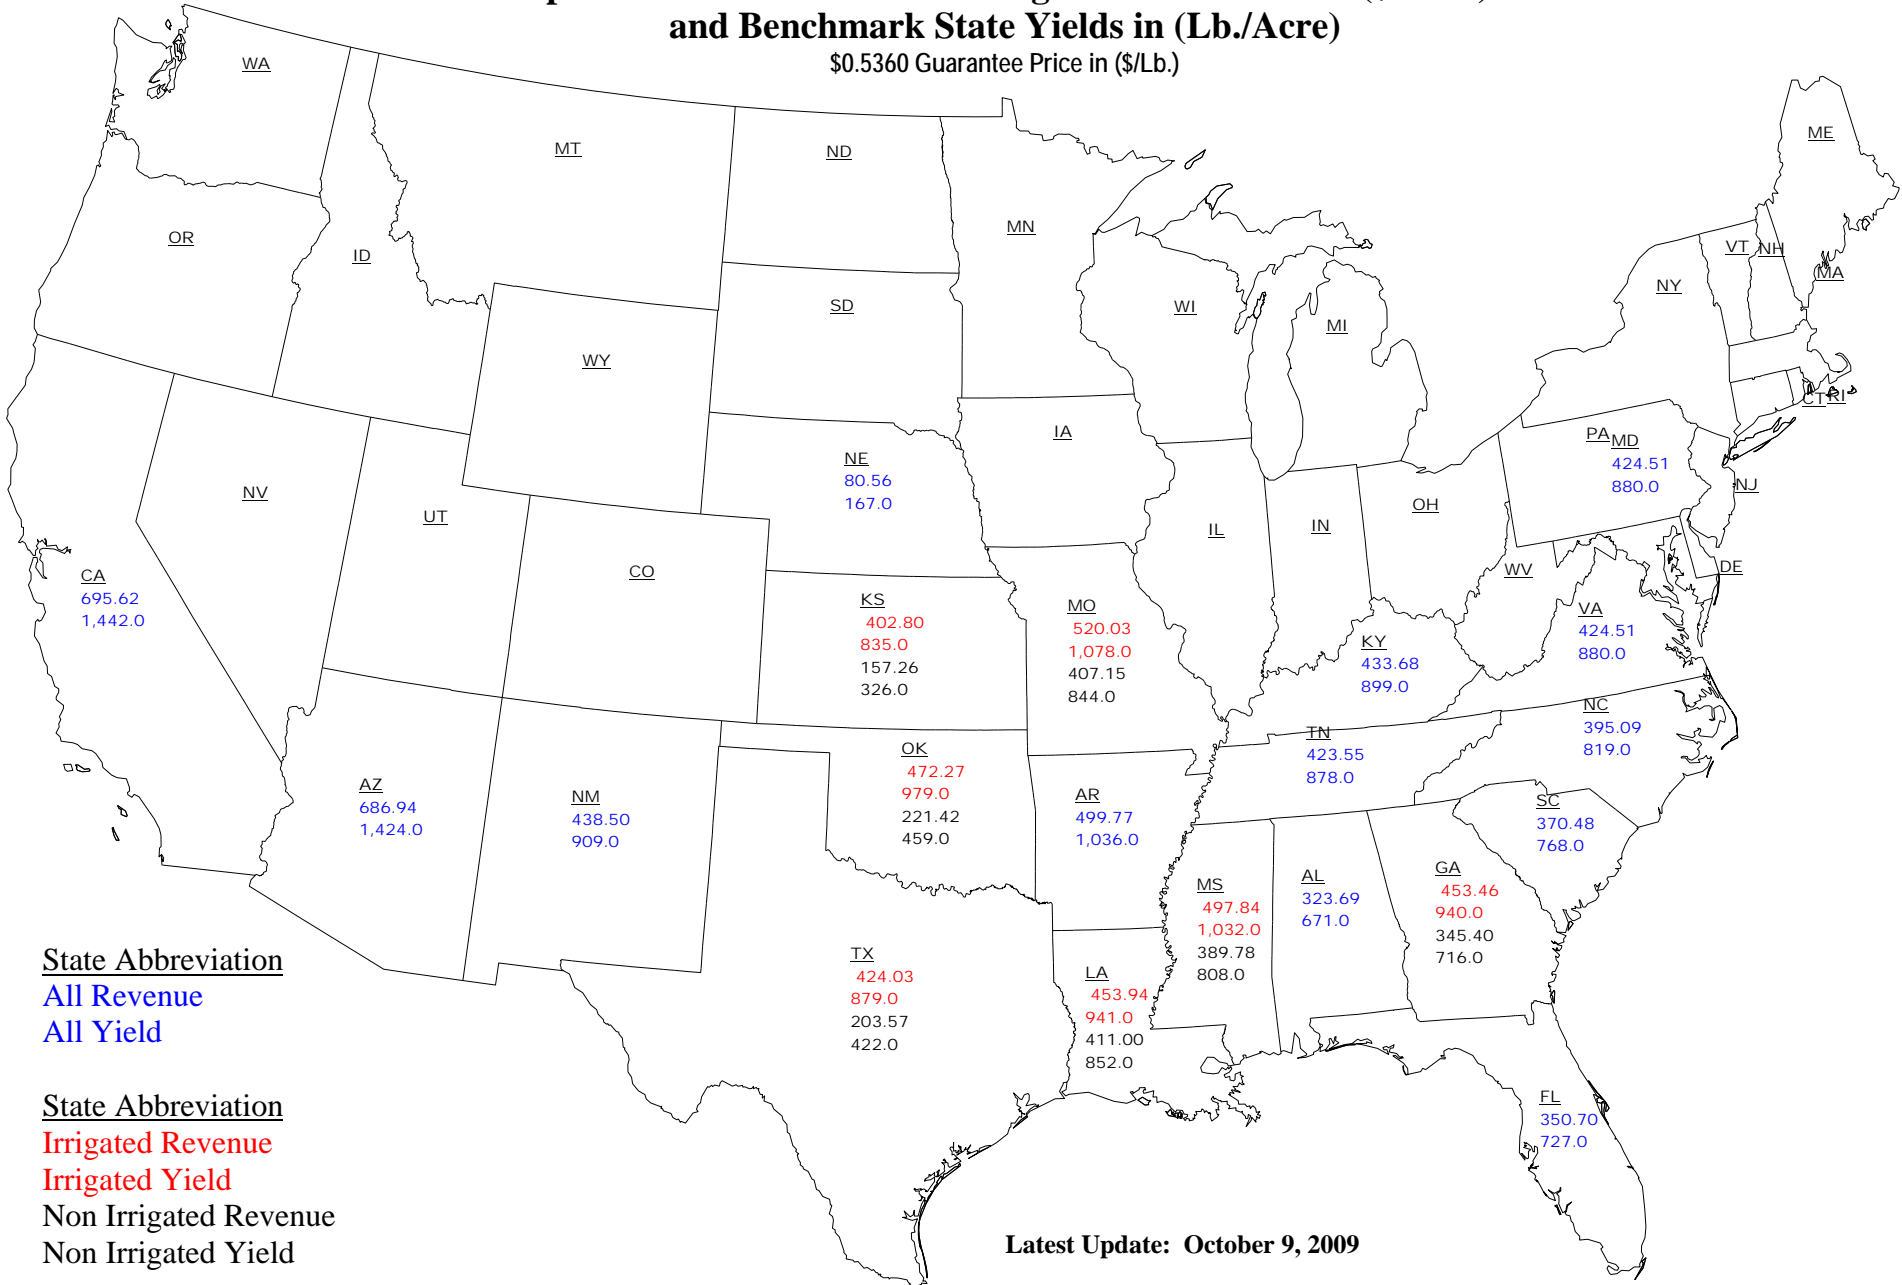 and Benchmark State Yields in (Lb./Acre)
$0.5360 Guarantee Price in ($/Lb.)
WA
MT
ND
MN
OR
ID
SD
WI
MI
ME
VT
NH
MA
NY
WY
IA
NE
80.56
167.0
NV
UT
CO
IL
IN
OH
PA
MD
424.51
880.0
NJ
CT
RI
DE
WV
CA
695.62
1,442.0
KS
402.80
835.0
157.26
326.0
MO
520.03
1,078.0
407.15
844.0
KY
433.68
899.0
VA
424.51
880.0
NC
395.09
819.0
TN
423.55
878.0
OK
472.27
979.0
221.42
459.0
AR
499.77
1,036.0
AZ
686.94
1,424.0
NM
438.50
909.0
SC
370.48
768.0
MS
497.84
1,032.0
389.78
808.0
AL
323.69
671.0
GA
453.46
940.0
345.40
716.0
TX
424.03
879.0
203.57
422.0
LA
453.94
941.0
411.00
852.0
FL
350.70
727.0
State Abbreviation
All Revenue
All Yield
State Abbreviation
Irrigated Revenue
Irrigated Yield
Non Irrigated Revenue
Non Irrigated Yield
Latest Update: October 9, 2009